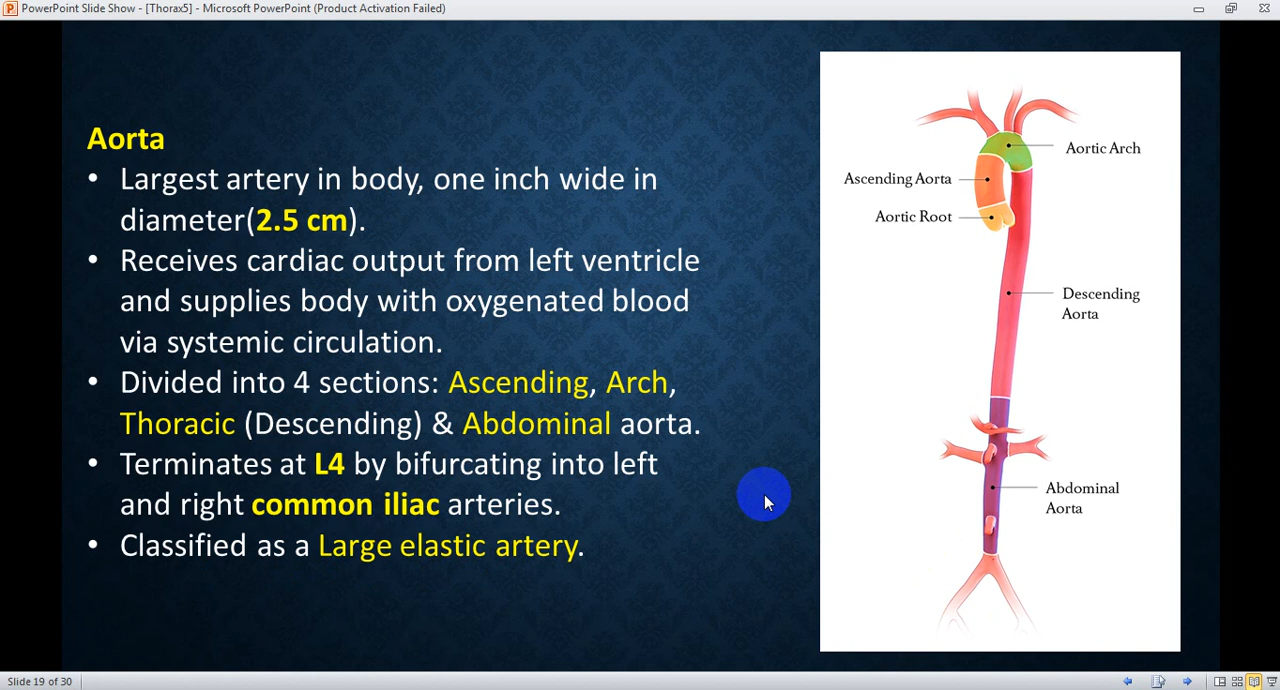 PowerPoint Slide Show - [Thorax5] - Microsoft PowerPoint (Product Activation Failed)
Aorta
• Largest artery in body, one inch wide in
diameter(2.5 cm).
• Receives cardiac output from left ventricle
and supplies body with oxygenated blood
via systemic circulation.
• Divided into 4 sections: Ascending, Arch,
Thoracic (Descending) & Abdominal aorta.
• Terminates at L4 by bifurcating into left
and right common iliac arteries.
• Classified as a Large elastic artery.
Aortic Arch
Ascending Aorta
Aortic Root
Descending
Aorta
Abdominal
Aorta
Slide 19 of 30